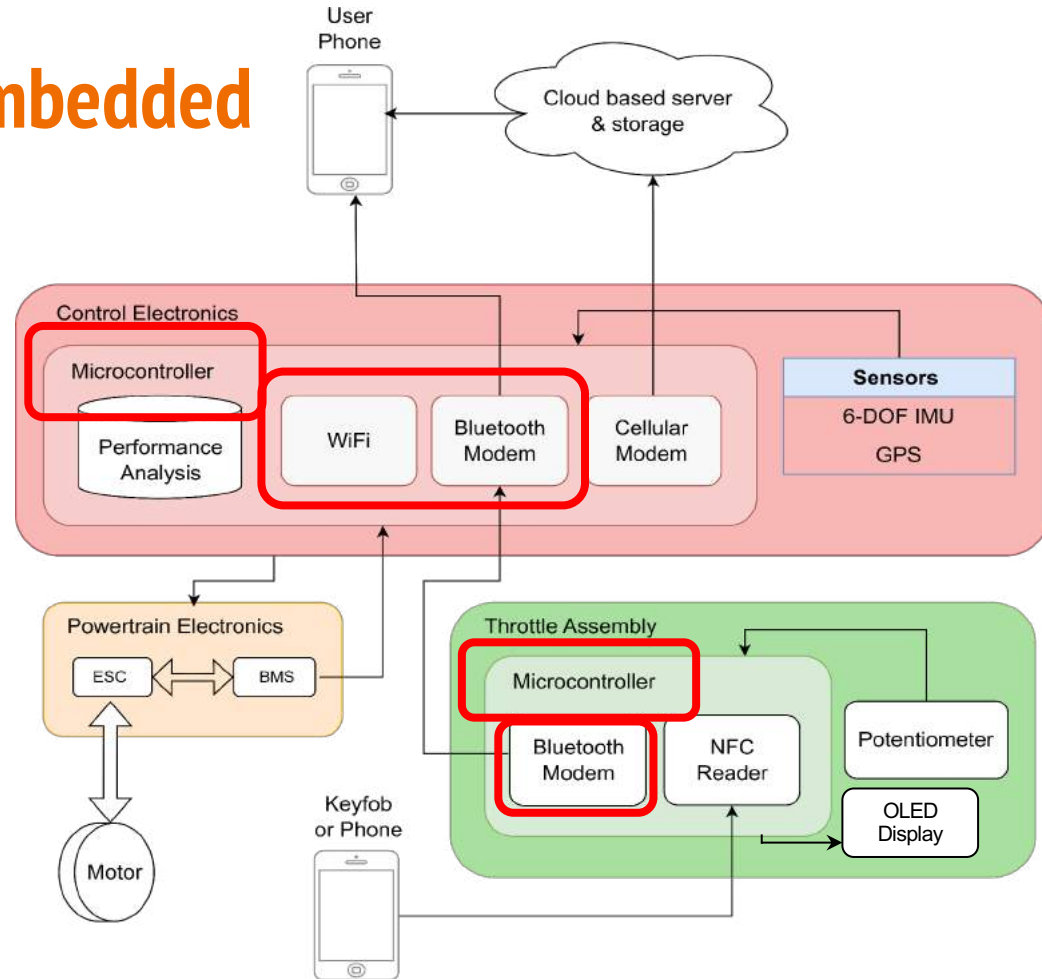 mbedded
User
Phone
Cloud based server
& storage
Control Electronics
Microcontroller
Performance
Analysis
WiFi
Bluetooth
Modem
Cellular
Modem
Sensors
6-DOF IMU
GPS
Powertrain Electronics
ESC
BMS
Motor
Throttle Assembly
Microcontroller
Bluetooth
Modem
NFC
Reader
Potentiometer
OLED
Display
Keyfob
or Phone